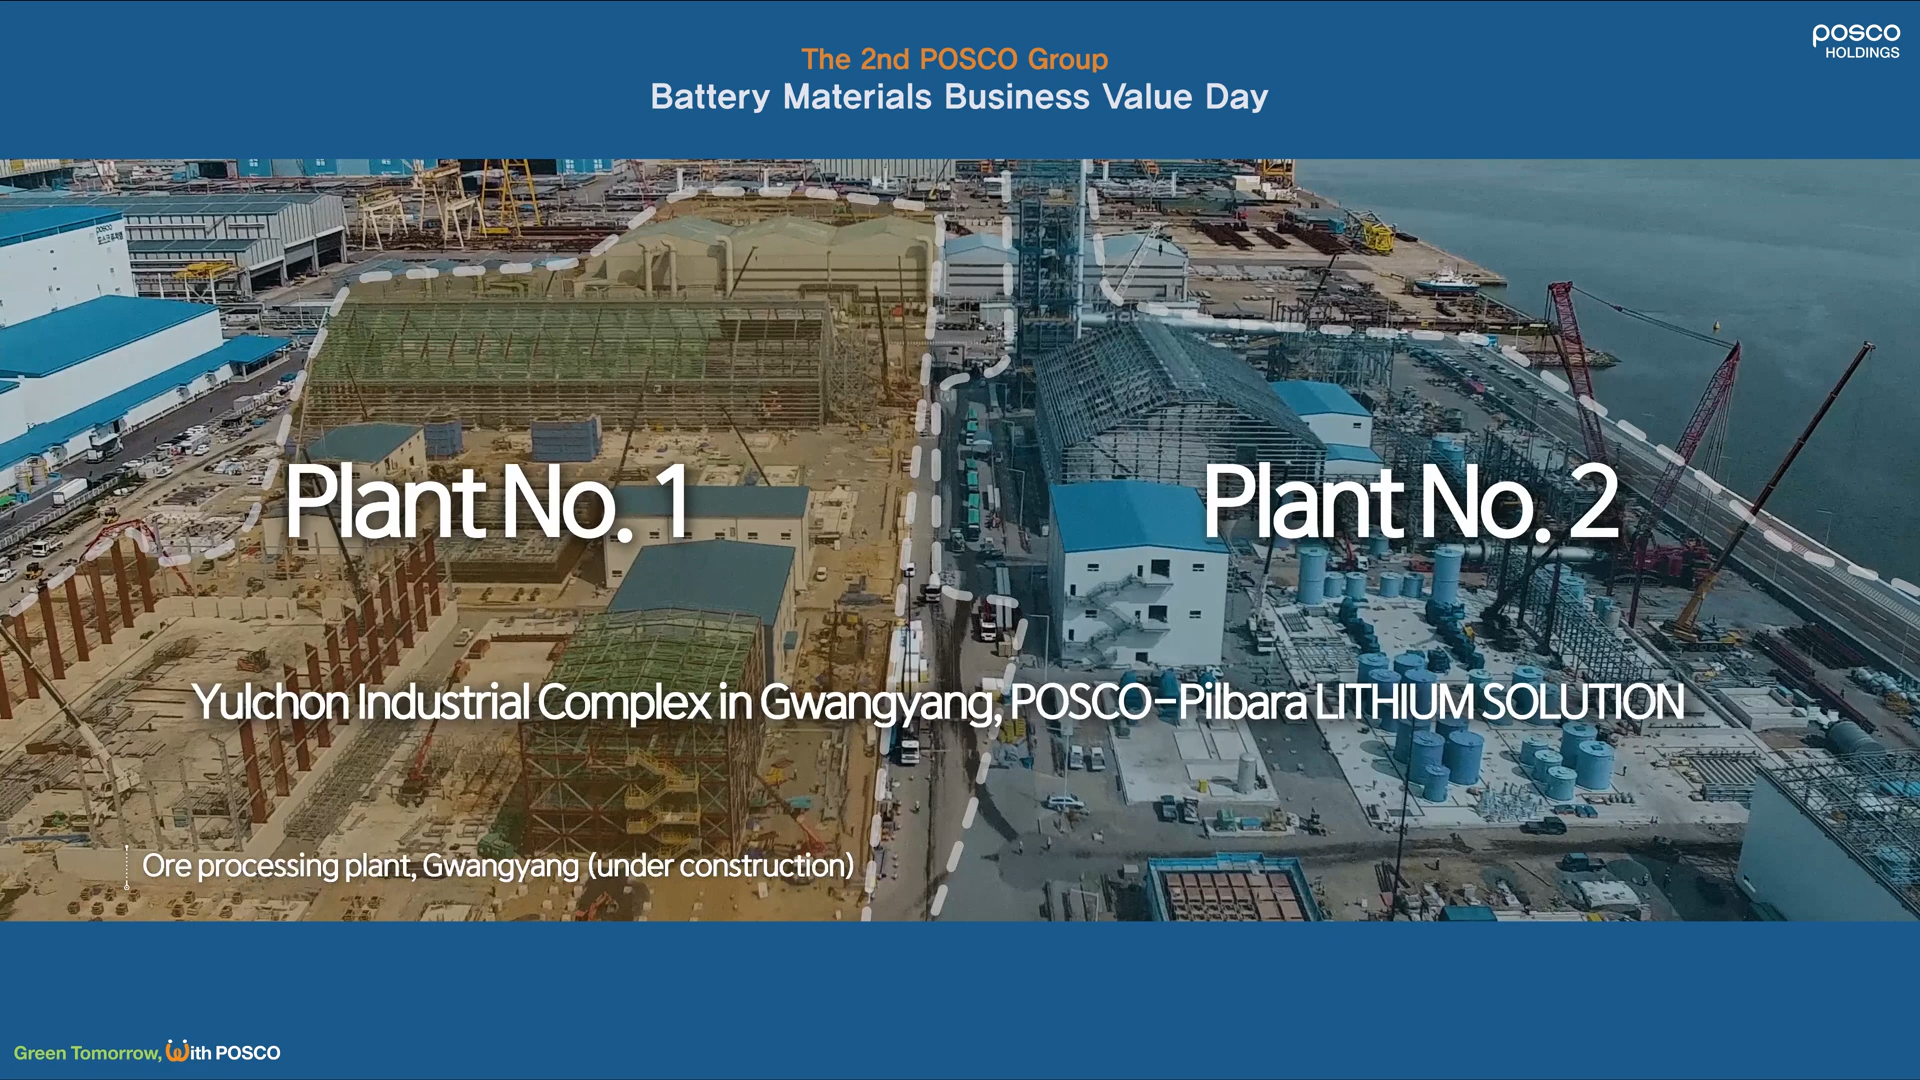 posco
HOLDINGS
The 2nd POSCO Group
Battery Materials Business Value Day
posco
Plant No. 1
Plant No. 2
Yulchon Industrial Complex in Gwangyang, POSCO-Pilbara LITHIUM SOLUTION
Ore processing plant, Gwangyang (under construction)
Green Tomorrow, With POSCO